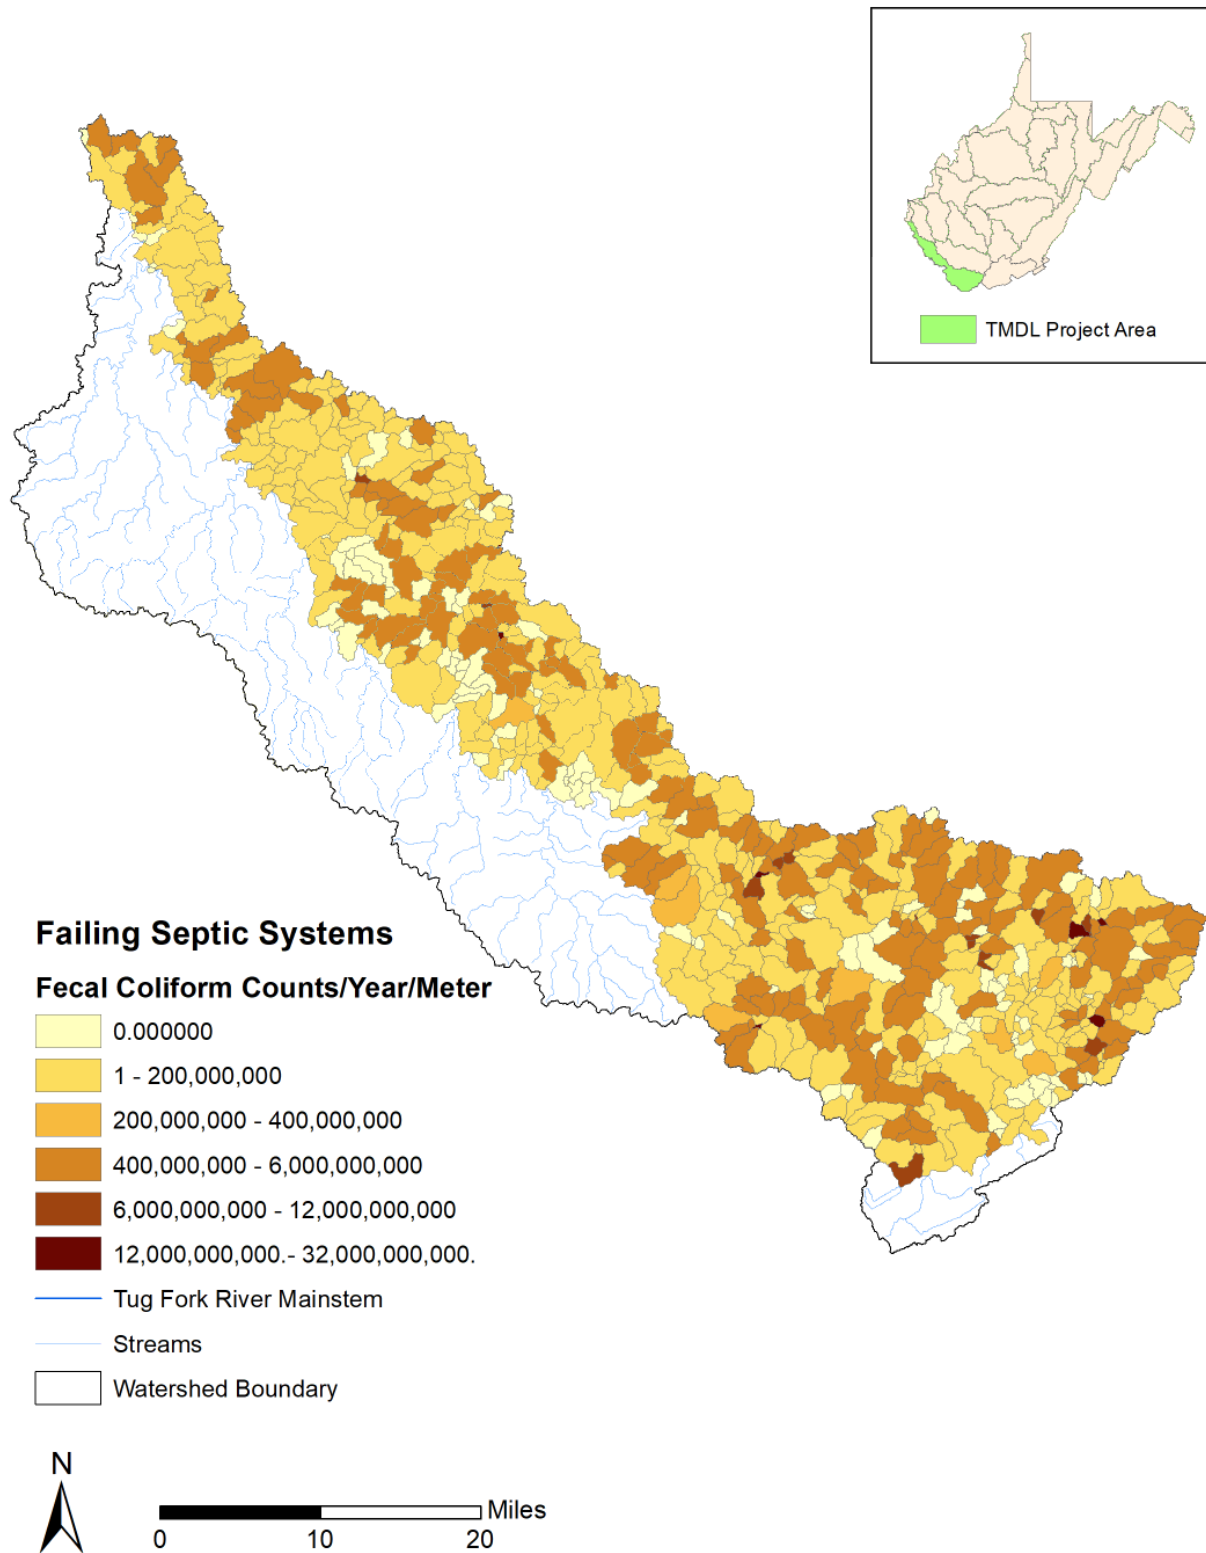 TMDL Project Area
Failing Septic Systems
Fecal Coliform Counts/Year/Meter
0.000000
1 - 200,000,000
200,000,000 - 400,000,000
400,000,000 - 6,000,000,000
6,000,000,000 - 12,000,000,000
12,000,000,000.- 32,000,000,000.
Tug Fork River Mainstem
Streams
Watershed Boundary
N
Miles
0 10 20